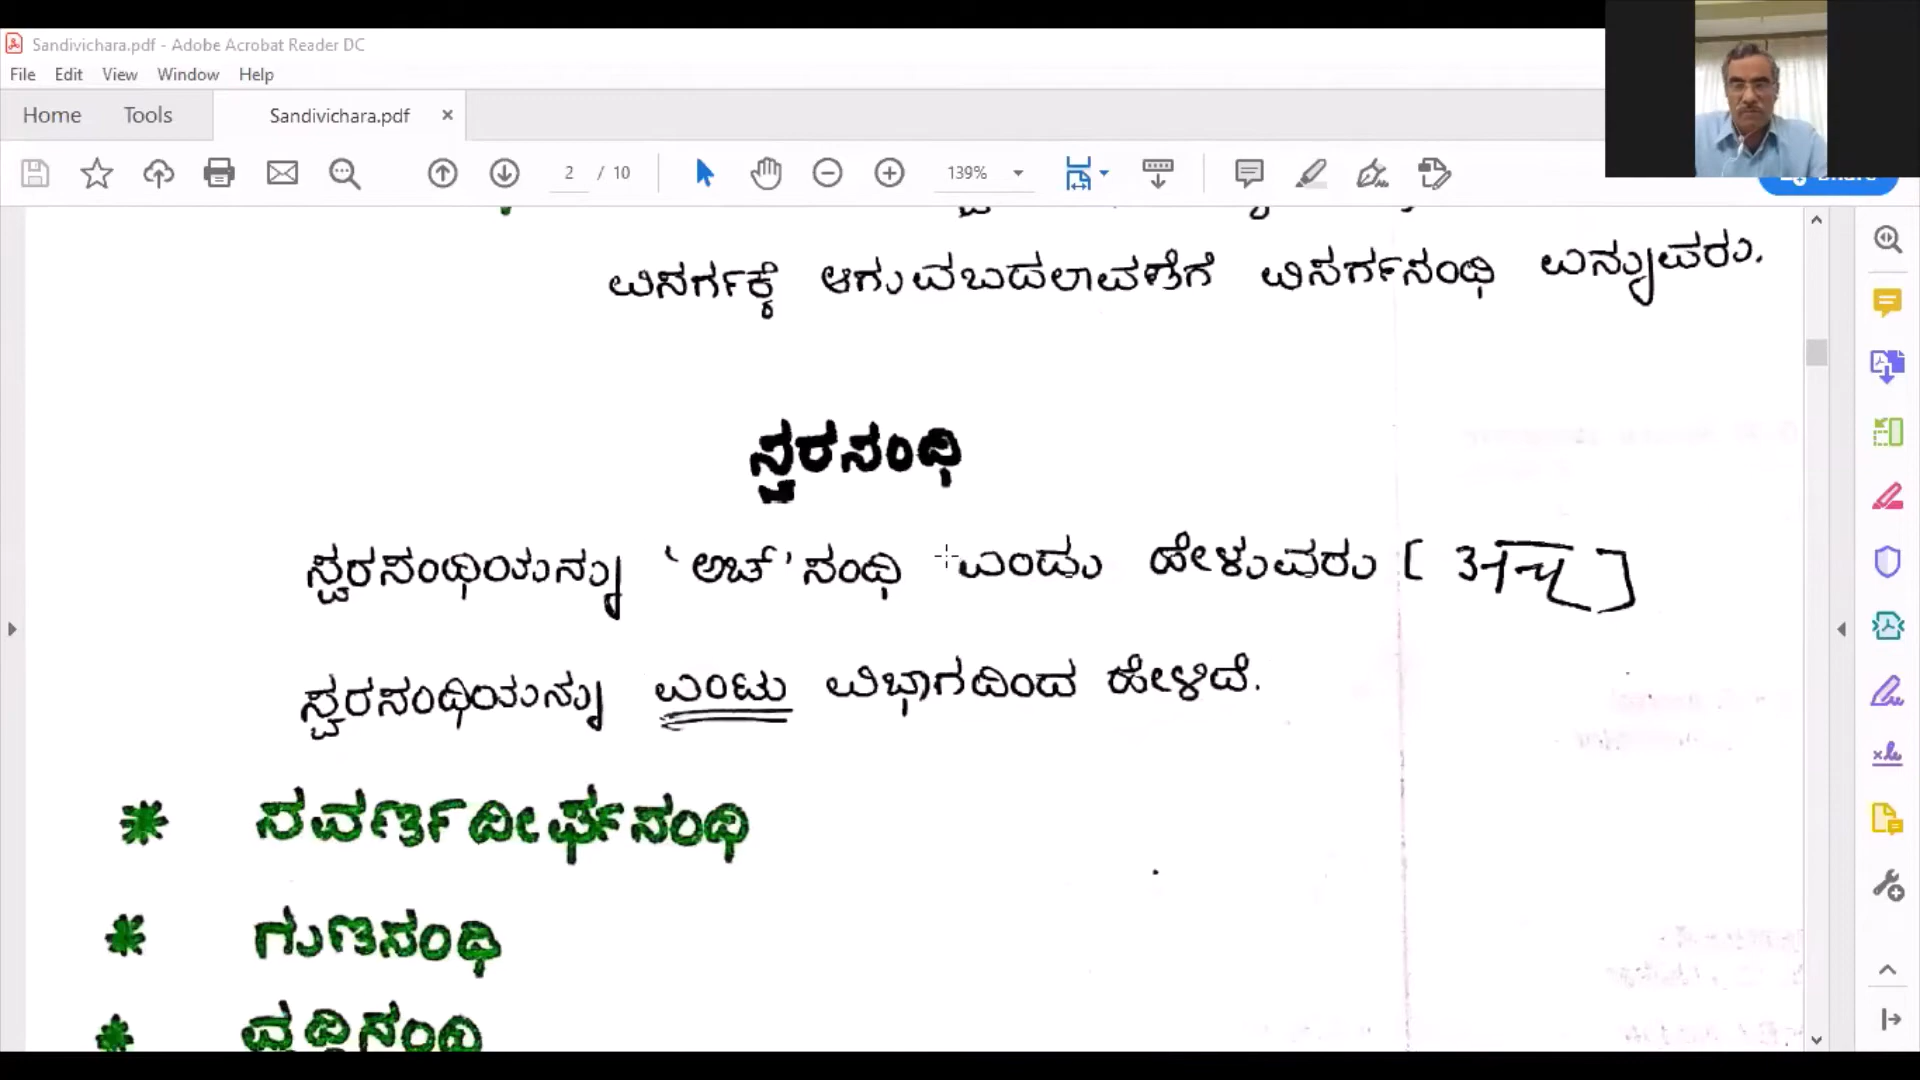 Sandivichara.pdf - Adobe Acrobat Reader DC
File Edit View Window Help
Home Tools Sandivichara.pdf ×
2 / 10 139%
ವಿಸರ್ಗಕ್ಕೆ ಆಗುವಬದಲಾವಣೆಗೆ ವಿಸರ್ಗಸಂಧಿ ಎನ್ನುವರು.
ಸ್ವರಸಂಧಿ
ಸ್ವರಸಂಧಿಯನ್ನು 'ಅಚ್' ಸಂಧಿ ಎಂದು ಹೇಳುವರು [ अच् ]
ಸ್ವರಸಂಧಿಯನ್ನು ಎಂಟು ವಿಭಾಗದಿಂದ ಹೇಳಿದೆ.
* ಸವರ್ಣದೀರ್ಘಸಂಧಿ
* ಗುಣಸಂಧಿ
* ವೃದ್ಧಿಸಂಧಿ